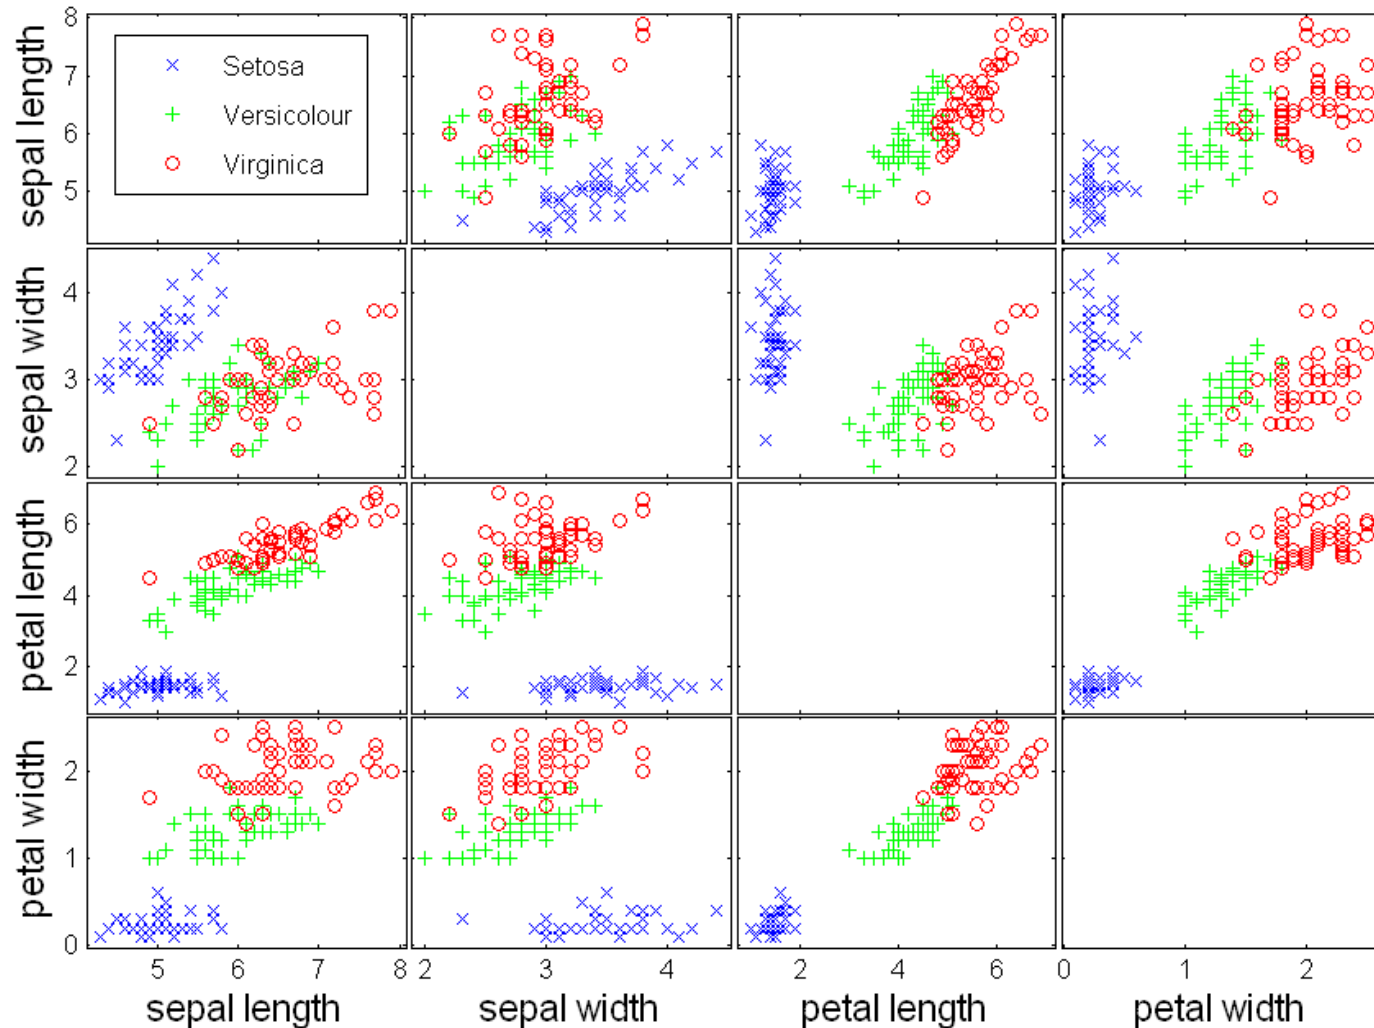 sepal length
8
7
6
5
Setosa
Versicolour
Virginica
sepal width
4
3
2
petal length
6
4
2
petal width
2
1
0
5 6 7 8 2 3 4 2 4 6 0 1 2
sepal length sepal width petal length petal width